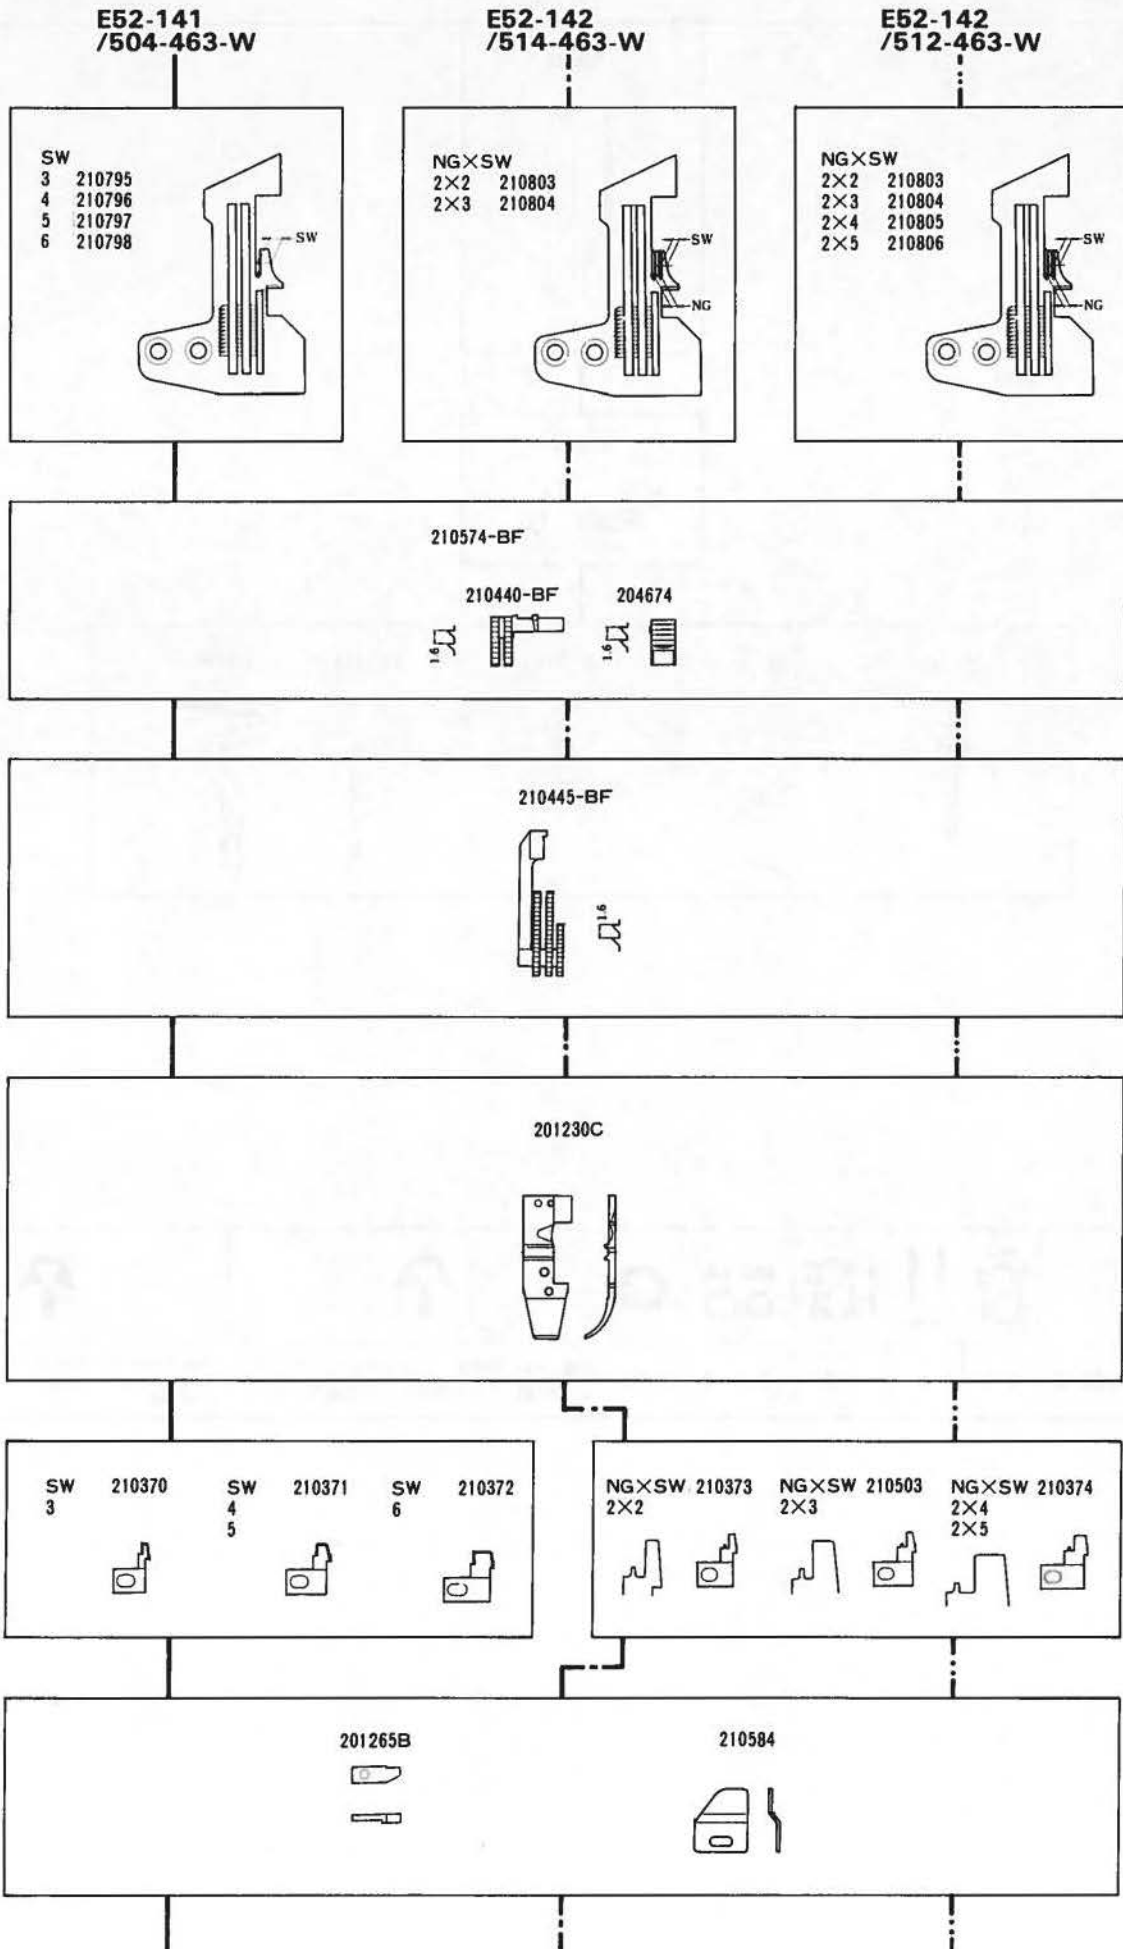 E52-141
/504-463-W
E52-142
/514-463-W
E52-142
/512-463-W
SW
3 210795
4 210796
5 210797
6 210798
SW
NG×SW
2×2 210803
2×3 210804
SW
NG
NG×SW
2×2 210803
2×3 210804
2×4 210805
2×5 210806
SW
NG
210574-BF
210440-BF
204674
1.6
1.6
210445-BF
1.6
201230C
SW 210370
3
SW 210371
4
5
SW 210372
6
NG×SW 210373
2×2
NG×SW 210503
2×3
NG×SW 210374
2×4
2×5
201265B
210584